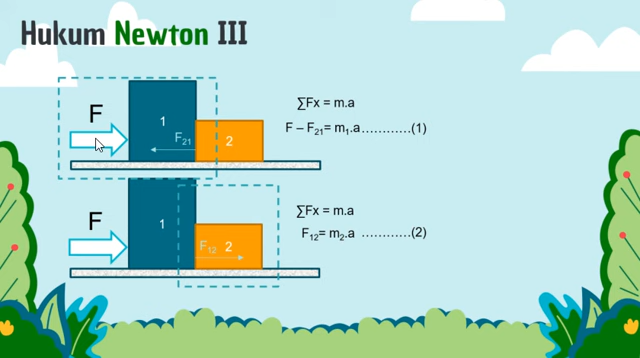 Hukum Newton III
F
1
F₂₁
2
∑Fx = m.a
F – F₂₁= m₁.a…………(1)
F
1
F₁₂
2
∑Fx = m.a
F₁₂= m₂.a …………(2)